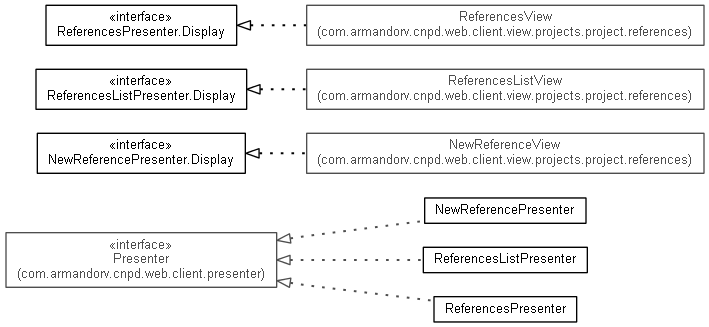 «interface»
ReferencesPresenter.Display
ReferencesView
(com.armandorv.cnpd.web.client.view.projects.project.references)
«interface»
ReferencesListPresenter.Display
ReferencesListView
(com.armandorv.cnpd.web.client.view.projects.project.references)
«interface»
NewReferencePresenter.Display
NewReferenceView
(com.armandorv.cnpd.web.client.view.projects.project.references)
«interface»
Presenter
(com.armandorv.cnpd.web.client.presenter)
NewReferencePresenter
ReferencesListPresenter
ReferencesPresenter